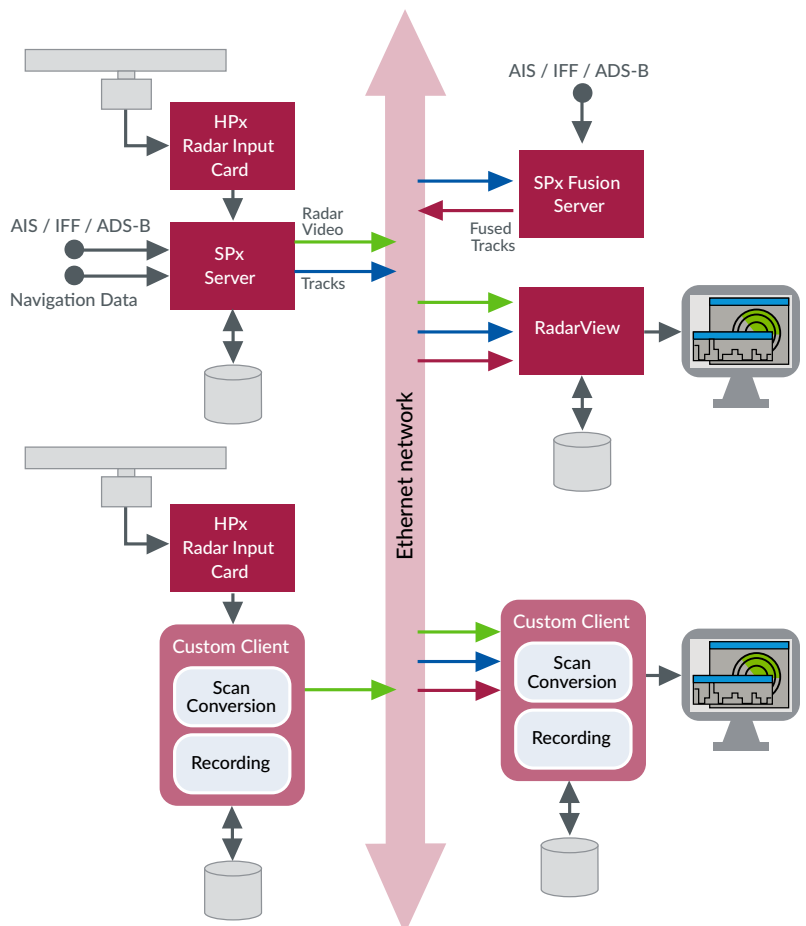 AIS / IFF / ADS-B
HPx
Radar Input
Card
SPx Fusion
Server
Radar
Video
AIS / IFF / ADS-B
SPx
Server
Fused
Tracks
Tracks
Navigation Data
RadarView
Ethernet network
HPx
Radar Input
Card
Custom Client
Scan
Conversion
Recording
Custom Client
Scan
Conversion
Recording